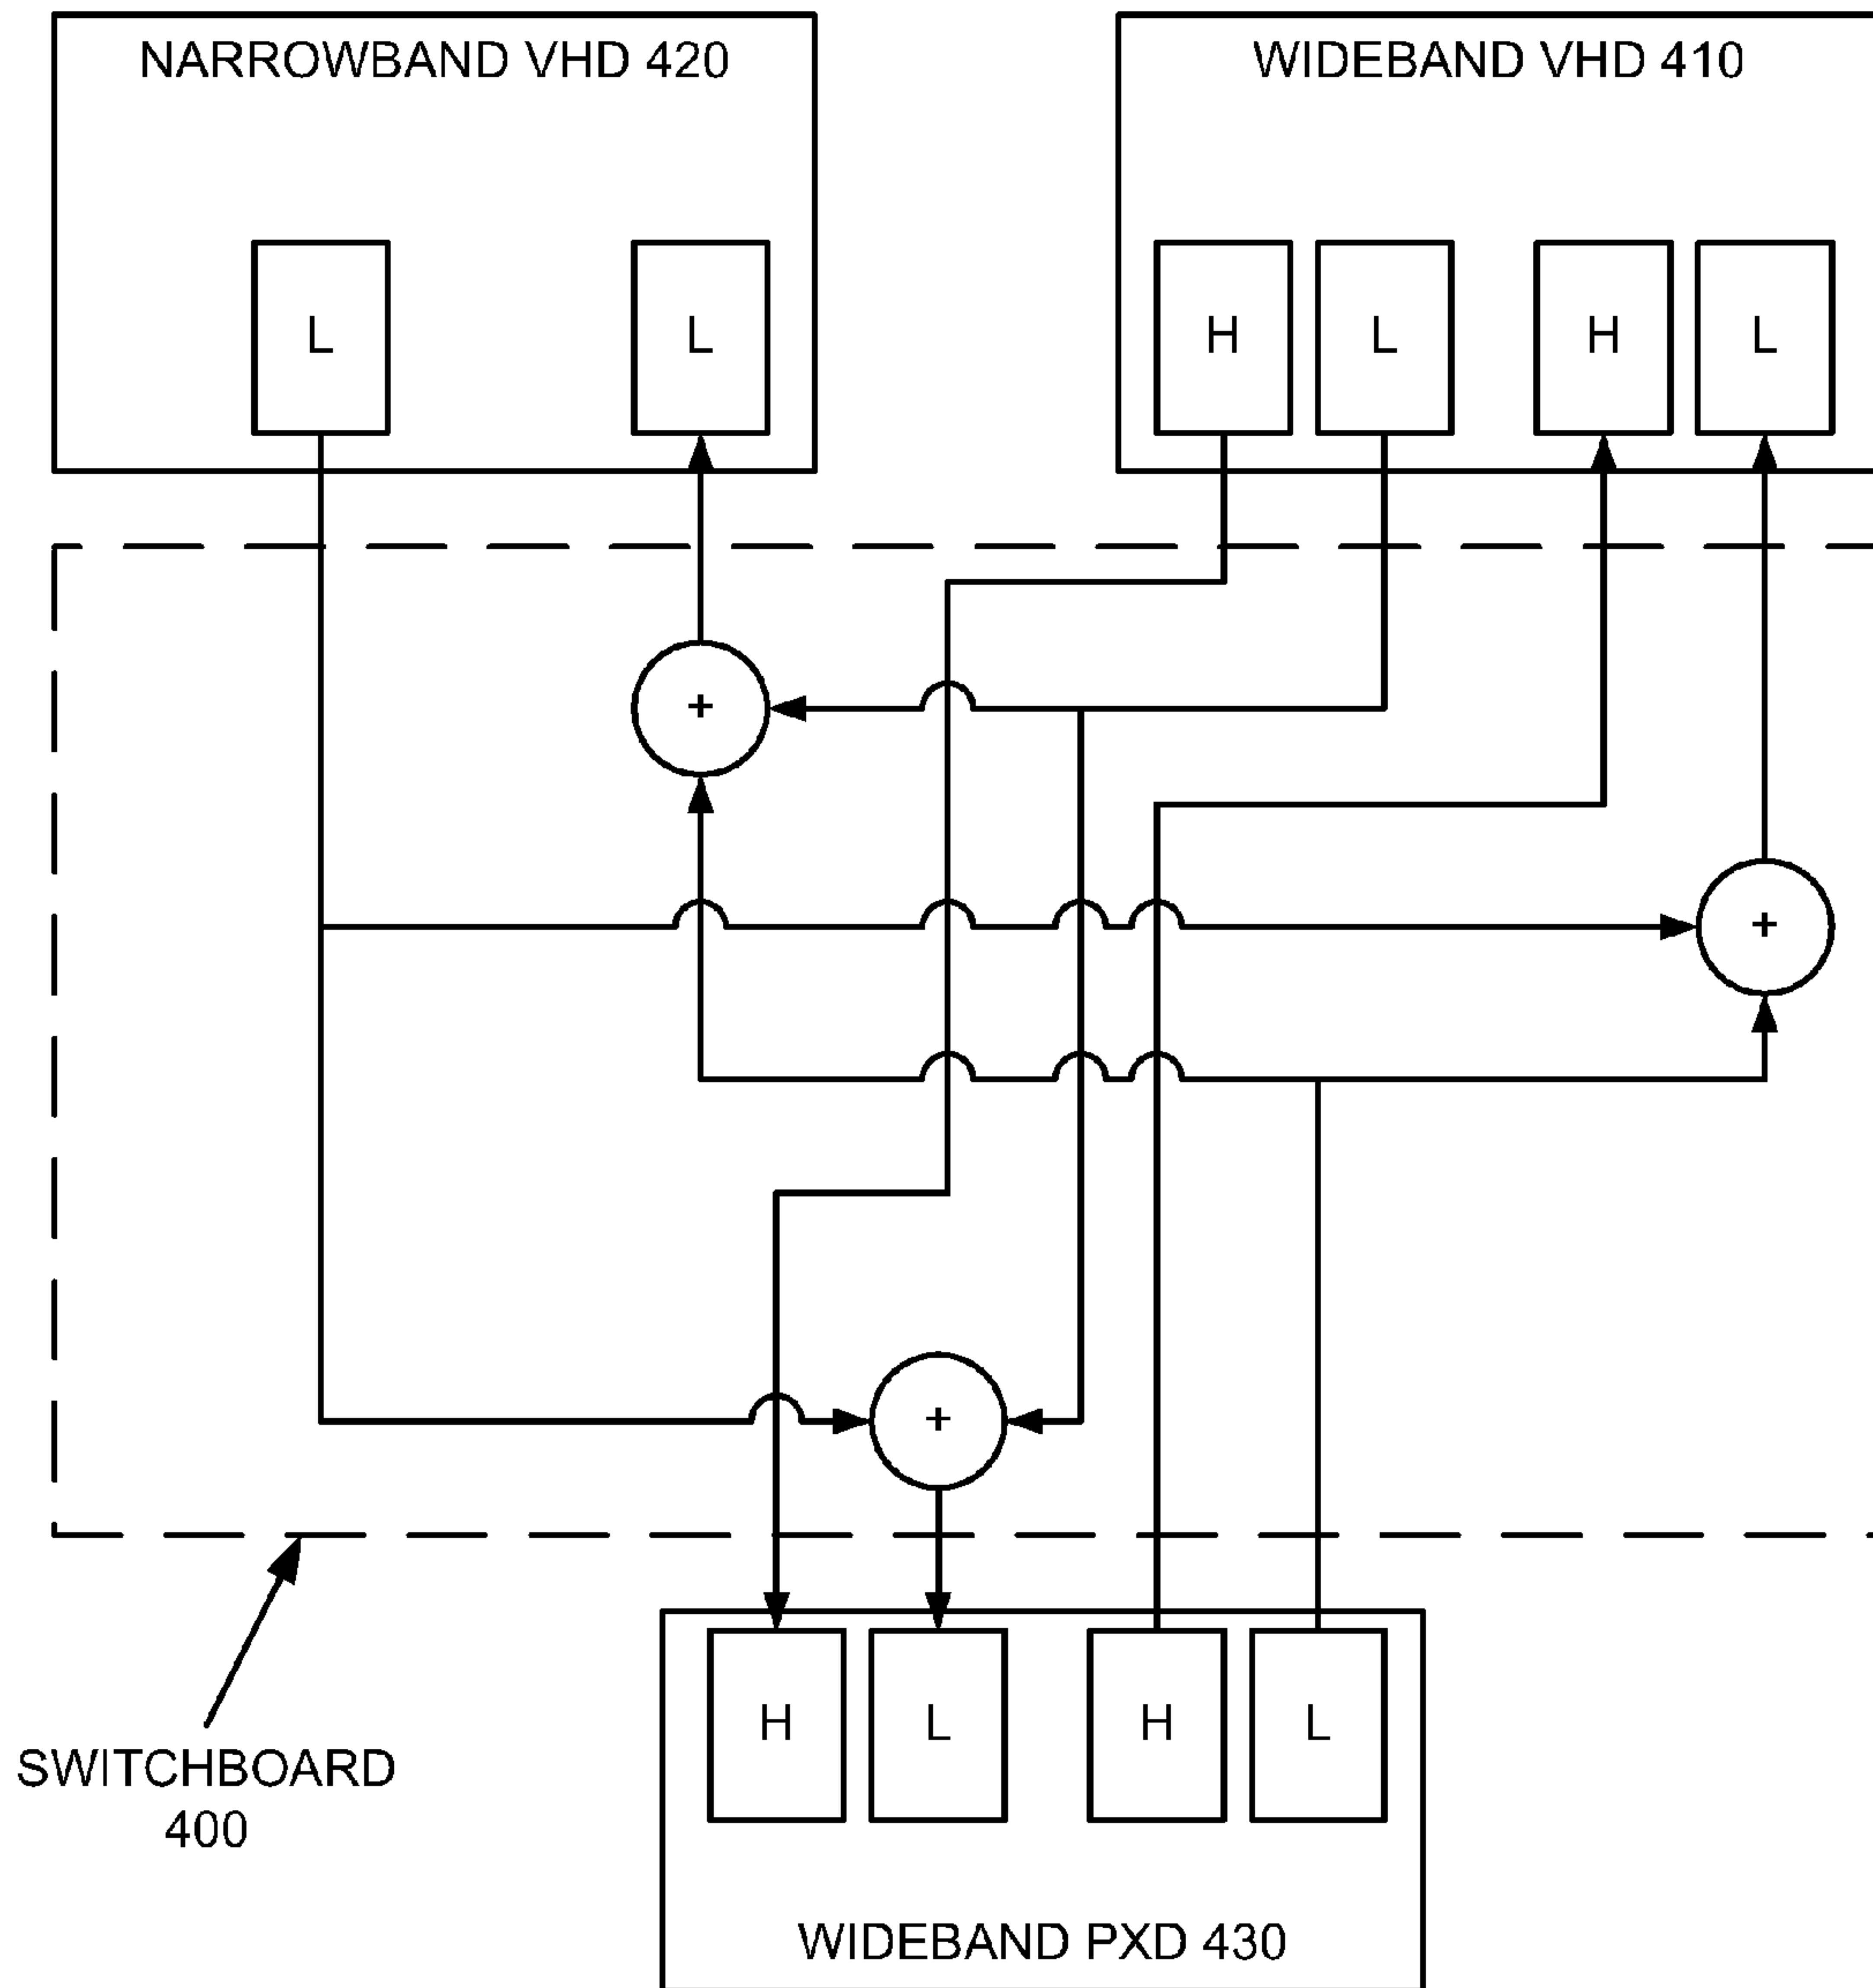 NARROWBAND VHD 420
WIDEBAND VHD 410
L
L
H
L
H
L
+
+
+
H
L
H
L
SWITCHBOARD
400
WIDEBAND PXD 430